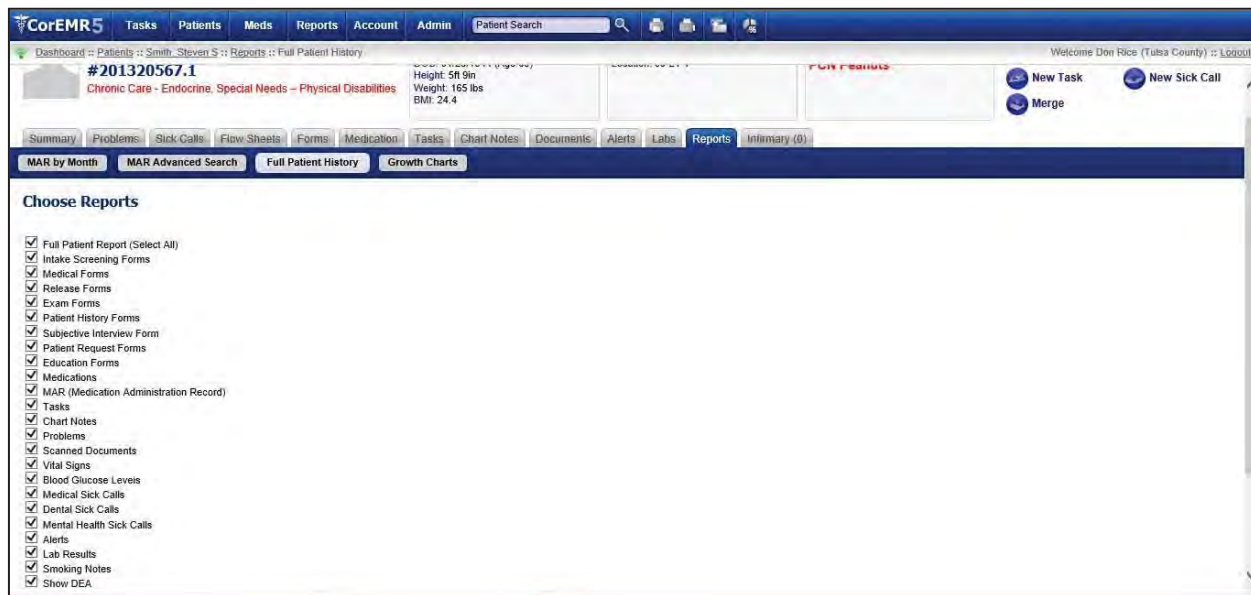 CorEMR5 Tasks Patients Meds Reports Account Admin Patient Search
Dashboard :: Patients :: Smith, Steven S :: Reports :: Full Patient History Welcome Don Rice (Tulsa County) :: Logout
#201320567.1
Chronic Care - Endocrine, Special Needs – Physical Disabilities
Height: 5ft 9in
Weight: 165 lbs
BMI: 24.4
PCN Peanuts
New Task New Sick Call
Merge
Summary Problems Sick Calls Flow Sheets Forms Medication Tasks Chart Notes Documents Alerts Labs Reports Infirmary (0)
MAR by Month MAR Advanced Search Full Patient History Growth Charts
Choose Reports
Full Patient Report (Select All)
Intake Screening Forms
Medical Forms
Release Forms
Exam Forms
Patient History Forms
Subjective Interview Form
Patient Request Forms
Education Forms
Medications
MAR (Medication Administration Record)
Tasks
Chart Notes
Problems
Scanned Documents
Vital Signs
Blood Glucose Levels
Medical Sick Calls
Dental Sick Calls
Mental Health Sick Calls
Alerts
Lab Results
Smoking Notes
Show DEA